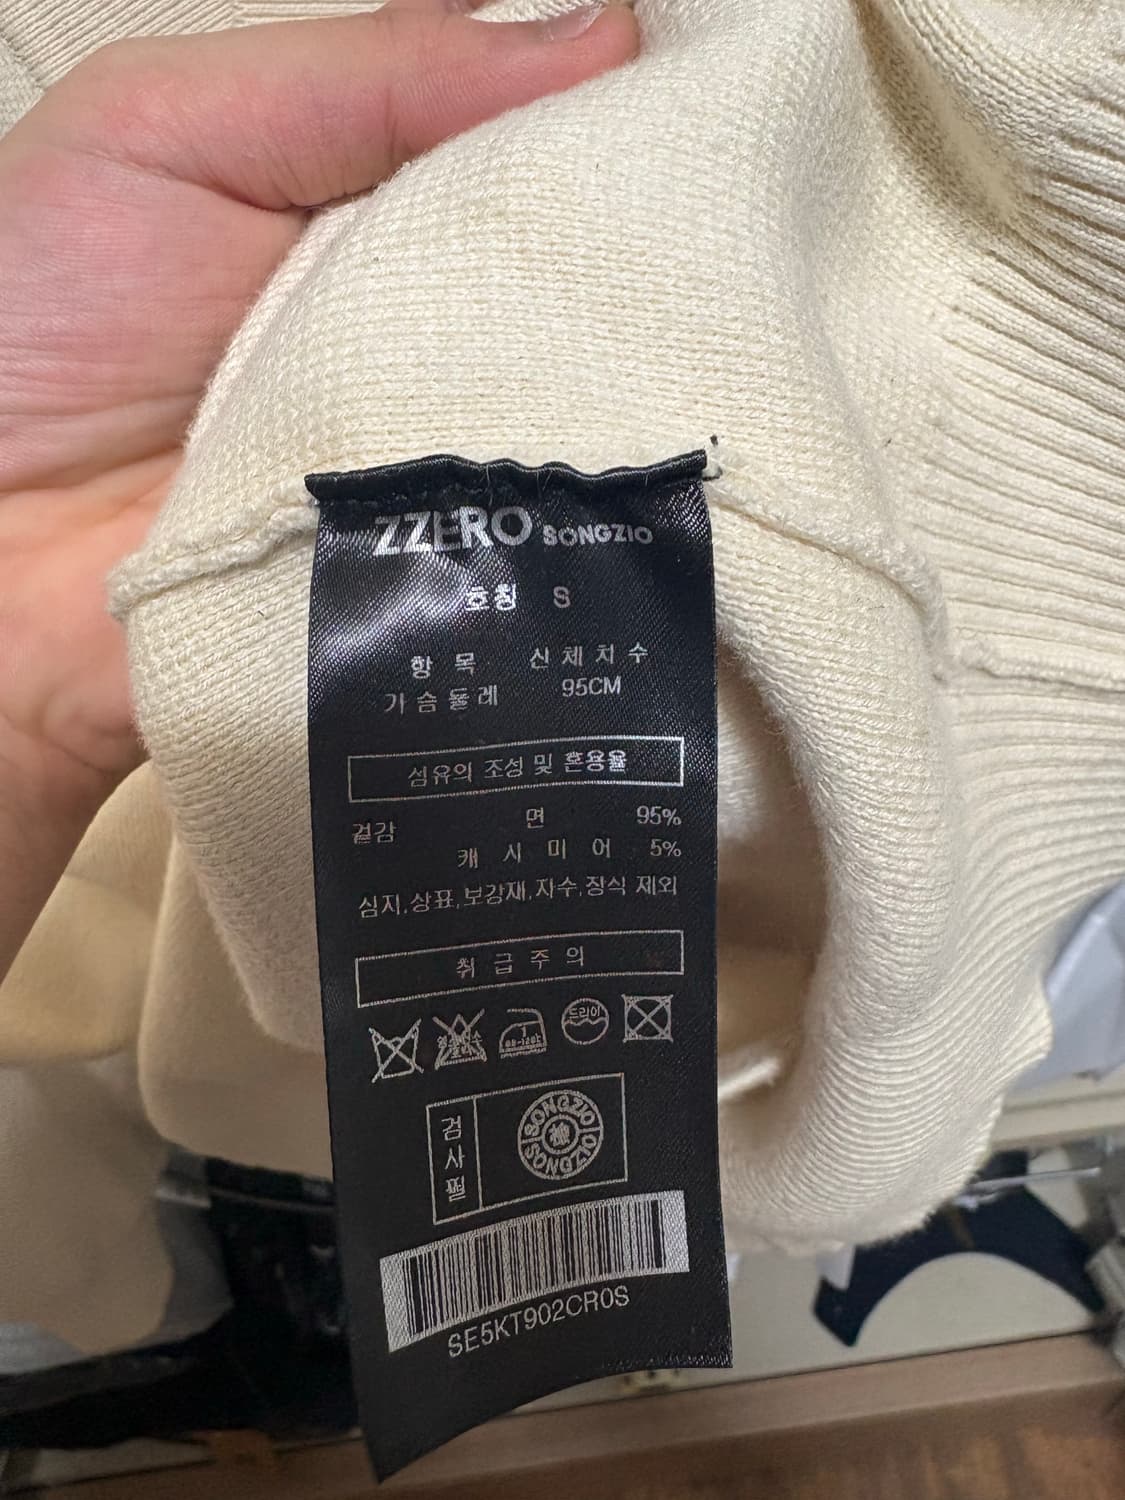 ZZERO SONGZIO
호칭 S
항목 신체치수
가슴둘레 95CM
섬유의 조성 및 혼용율
겉감 면 95%
캐시미어 5%
심지,상표,보강재,자수,장식 제외
취급주의
드라이
검사필
SONGZIO
SONGZIO
SE5KT902CR0S